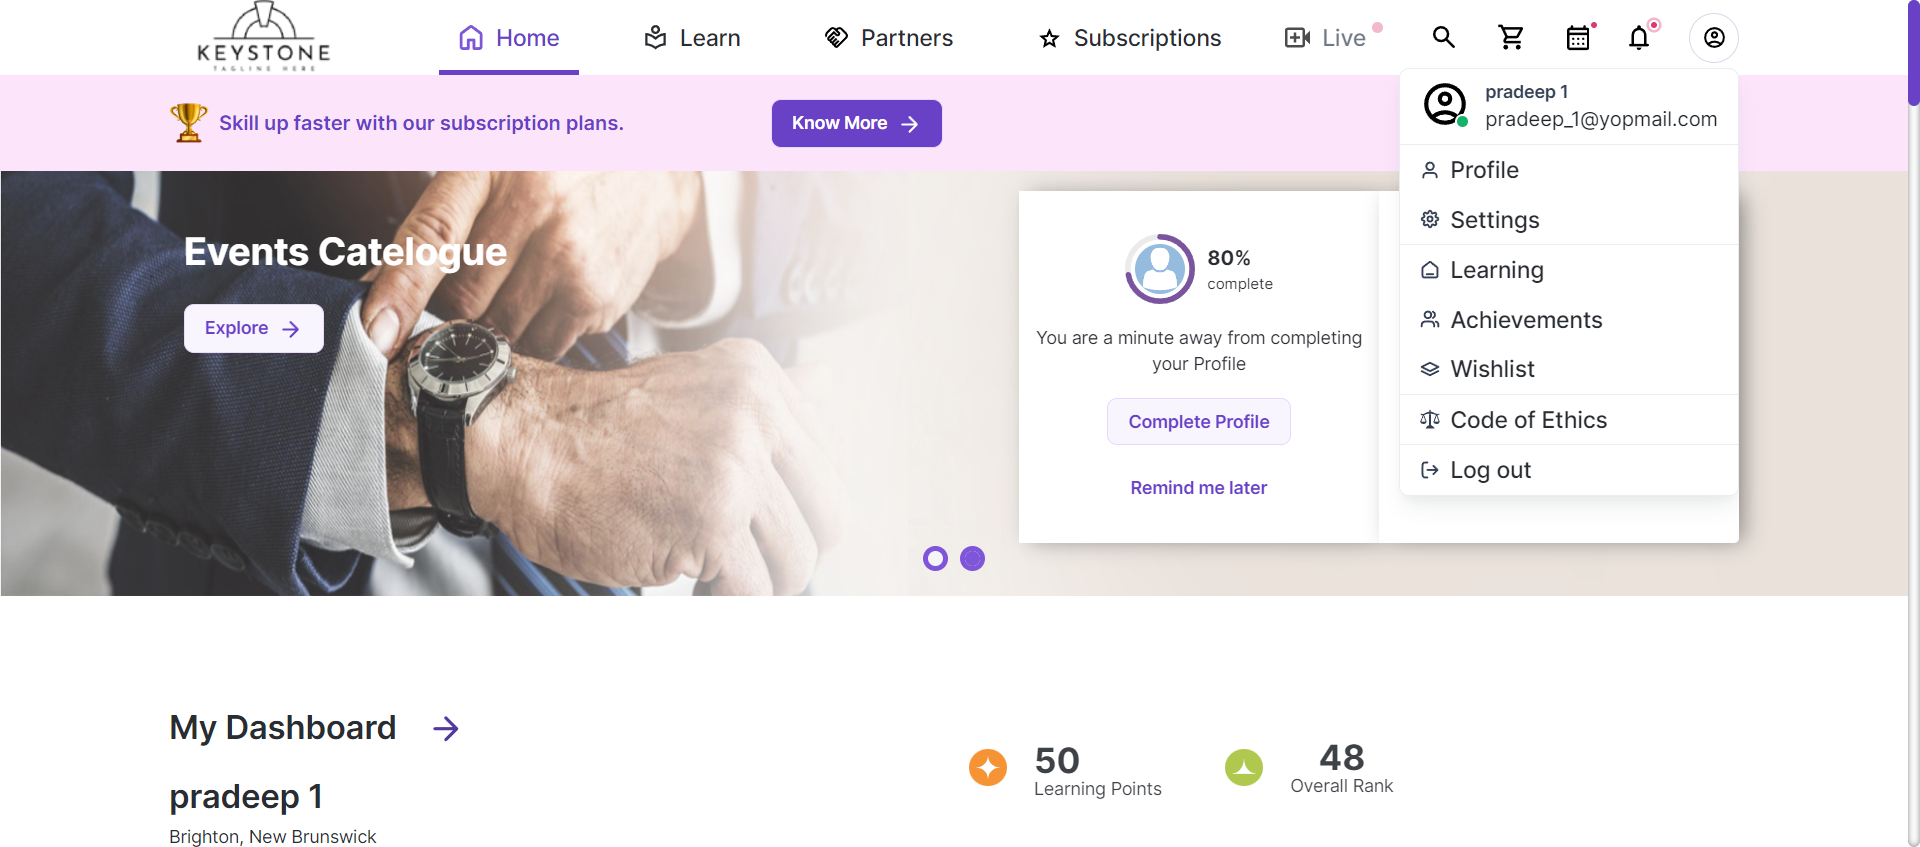 KEYSTONE
TAGLINE HERE
Home
Learn
Partners
Subscriptions
Live
Skill up faster with our subscription plans.
Know More
pradeep 1
pradeep_1@yopmail.com
Profile
Settings
Learning
Achievements
Wishlist
Code of Ethics
Log out
Events Catelogue
Explore
80%
complete
You are a minute away from completing
your Profile
Complete Profile
Remind me later
My Dashboard
pradeep 1
Brighton, New Brunswick
50
Learning Points
48
Overall Rank